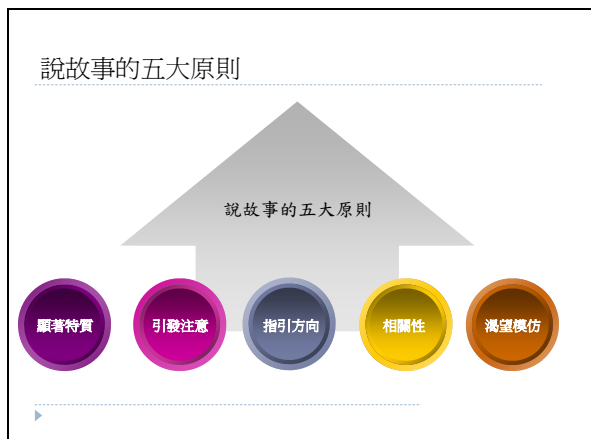 說故事的五大原則
說故事的五大原則
顯著特質
引發注意
指引方向
相關性
渴望模仿